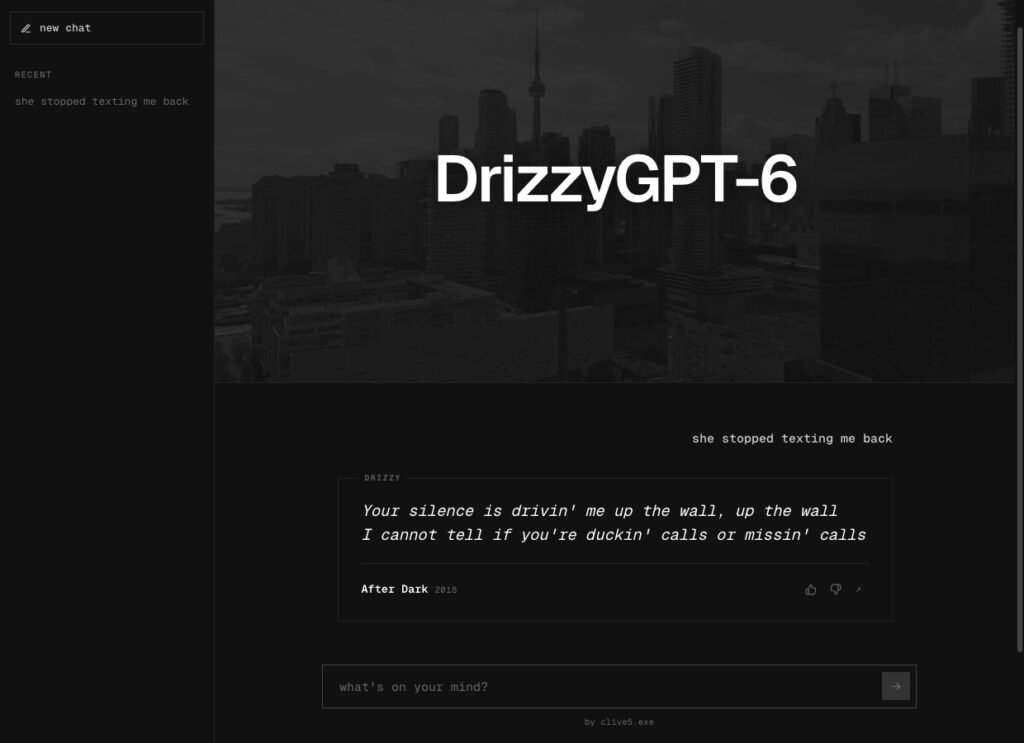 new chat
RECENT
she stopped texting me back
DrizzyGPT-6
she stopped texting me back
DRIZZY
Your silence is drivin' me up the wall, up the wall
I cannot tell if you're duckin' calls or missin' calls
After Dark 2018
what's on your mind?
by clive5.exe